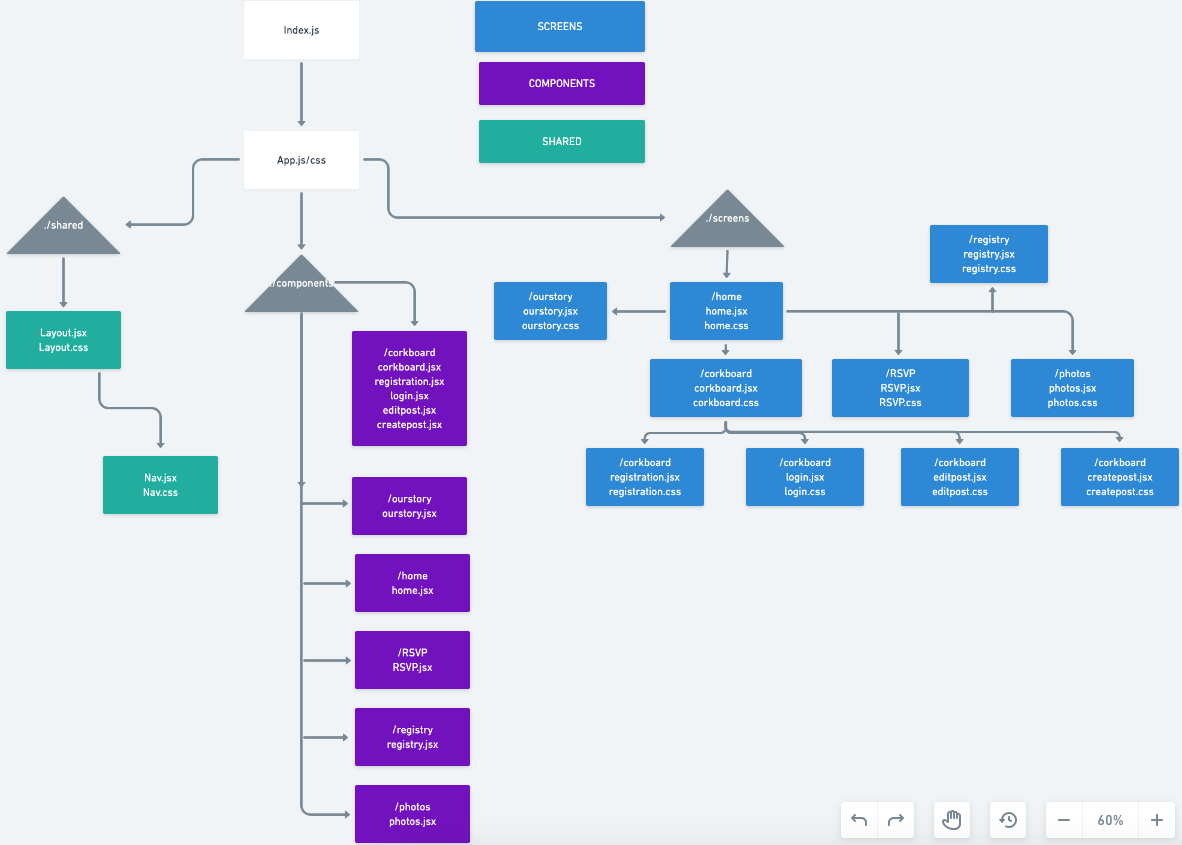 Index.js
SCREENS
COMPONENTS
SHARED
App.js/css
./shared
./screens
./components
/registry
registry.jsx
registry.css
/ourstory
ourstory.jsx
ourstory.css
/home
home.jsx
home.css
Layout.jsx
Layout.css
/corkboard
corkboard.jsx
registration.jsx
login.jsx
editpost.jsx
createpost.jsx
/corkboard
corkboard.jsx
corkboard.css
/RSVP
RSVP.jsx
RSVP.css
/photos
photos.jsx
photos.css
Nav.jsx
Nav.css
/corkboard
registration.jsx
registration.css
/corkboard
login.jsx
login.css
/corkboard
editpost.jsx
editpost.css
/corkboard
createpost.jsx
createpost.css
/ourstory
ourstory.jsx
/home
home.jsx
/RSVP
RSVP.jsx
/registry
registry.jsx
/photos
photos.jsx
60%